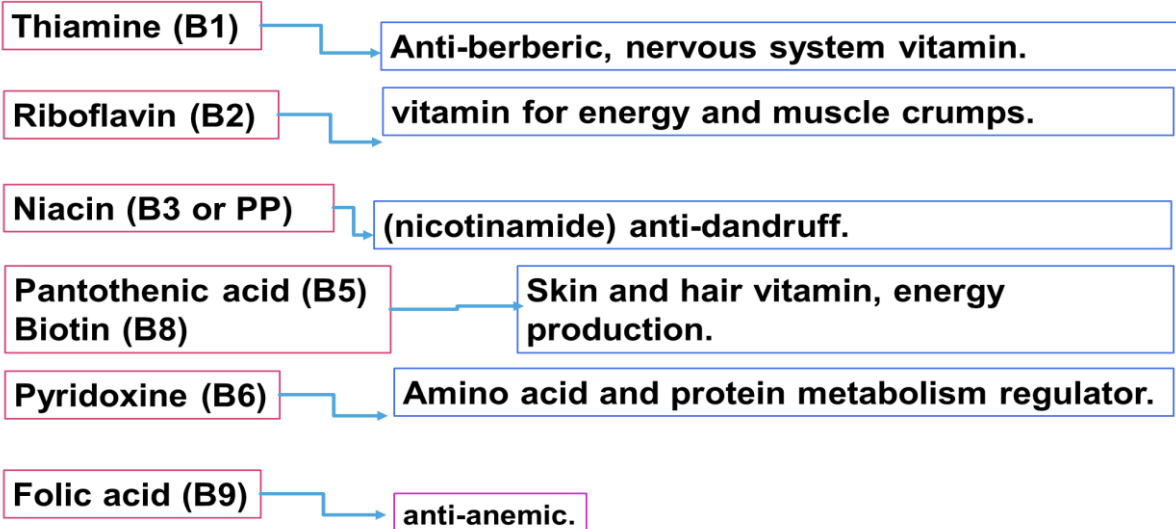 Thiamine (B1)
Anti-berberic, nervous system vitamin.
Riboflavin (B2)
vitamin for energy and muscle crumps.
Niacin (B3 or PP)
(nicotinamide) anti-dandruff.
Pantothenic acid (B5)
Biotin (B8)
Skin and hair vitamin, energy
production.
Pyridoxine (B6)
Amino acid and protein metabolism regulator.
Folic acid (B9)
anti-anemic.